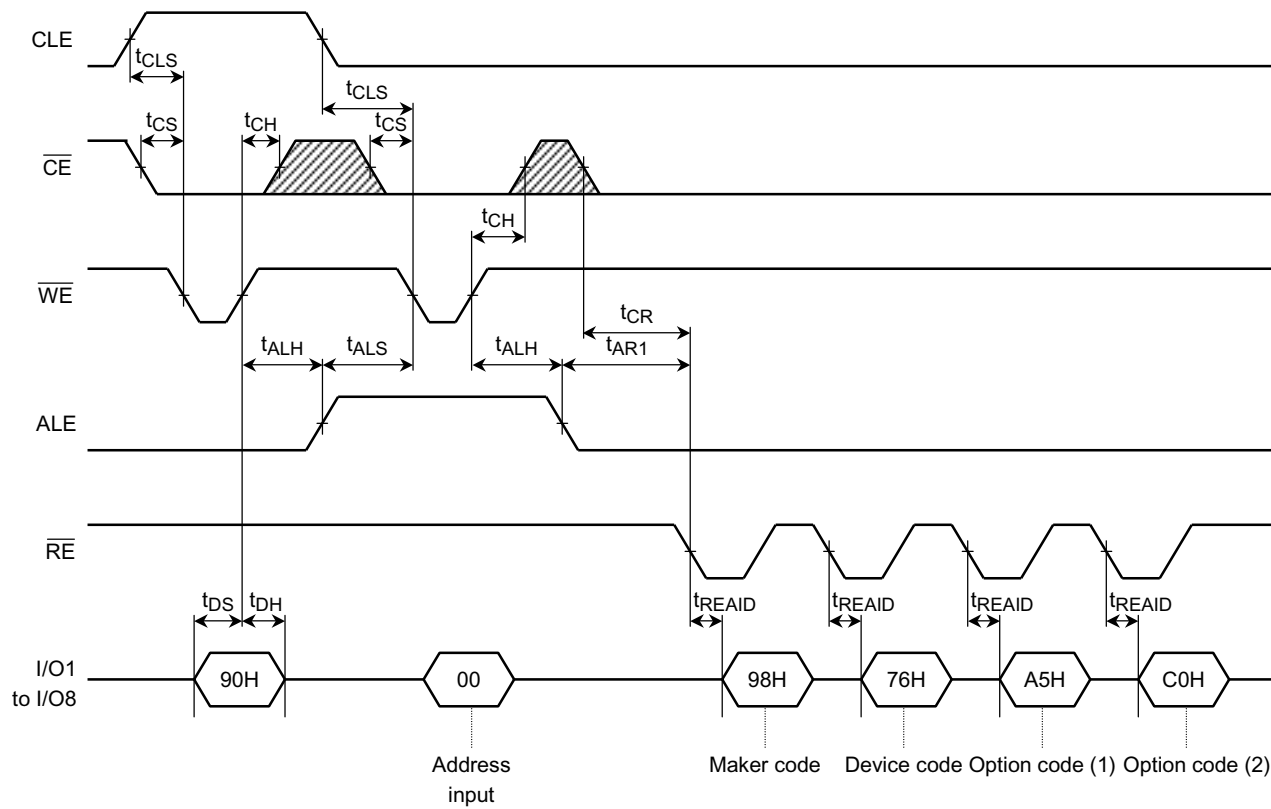 CLE
tCLS
tCLS
tCS
tCH
tCS
CE
tCH
WE
tCR
tALH
tALS
tALH
tAR1
ALE
RE
tDS
tDH
tREAID
tREAID
tREAID
tREAID
I/O1
to I/O8
90H
00
98H
76H
A5H
C0H
Address
input
Maker code
Device code
Option code (1)
Option code (2)